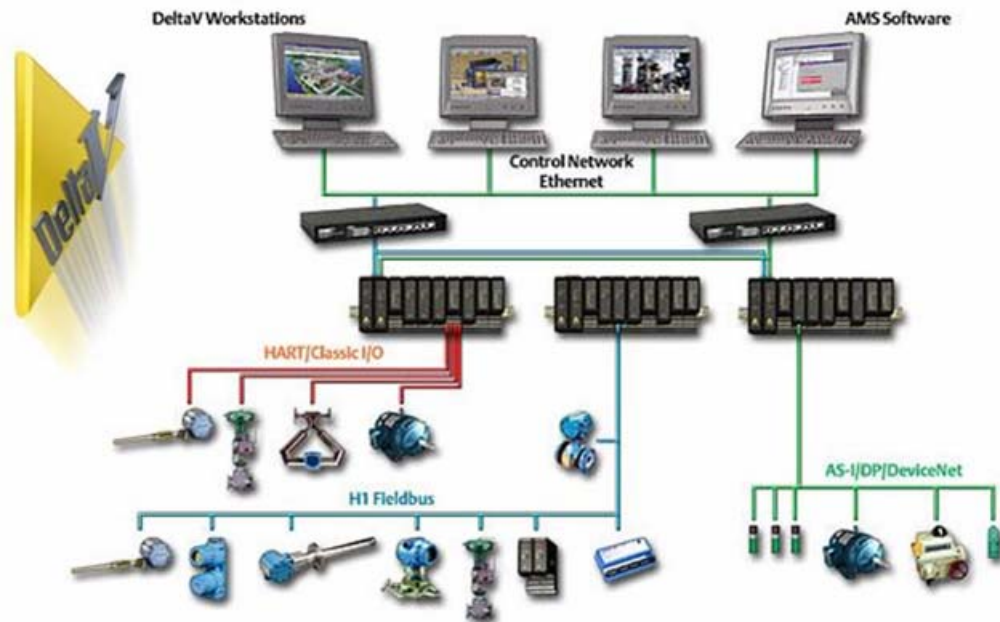 DeltaV Workstations
AMS Software
DeltaV
Control Network
Ethernet
HART/Classic I/O
AS-I/DP/DeviceNet
H1 Fieldbus